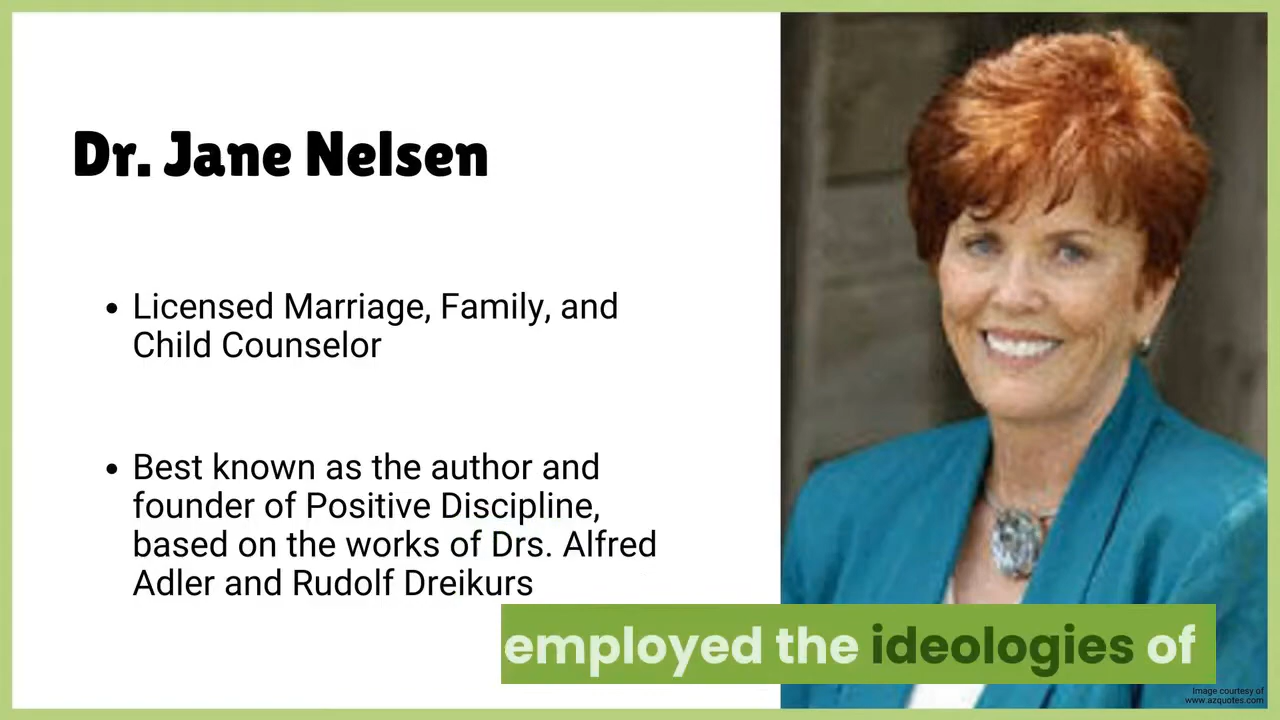 Dr. Jane Nelsen
• Licensed Marriage, Family, and
Child Counselor
• Best known as the author and
founder of Positive Discipline,
based on the works of Drs. Alfred
Adler and Rudolf Dreikurs
employed the ideologies of
Image courtesy of
www.azquotes.com